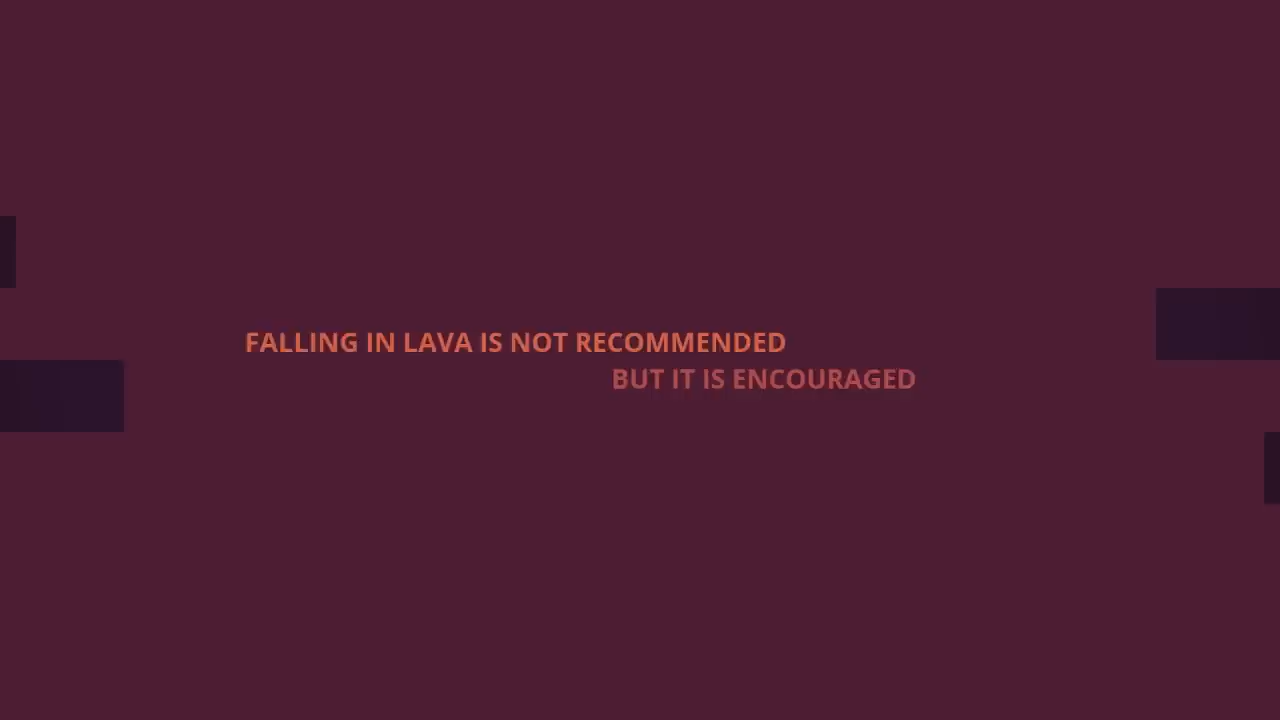 FALLING IN LAVA IS NOT RECOMMENDED
BUT IT IS ENCOURAGED